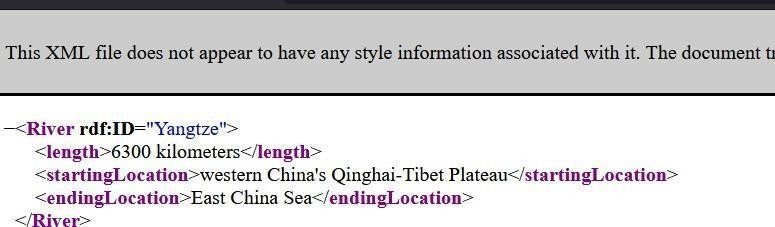 This XML file does not appear to have any style information associated with it. The document
−<River rdf:ID="Yangtze">
<length>6300 kilometers</length>
<startingLocation>western China's Qinghai-Tibet Plateau</startingLocation>
<endingLocation>East China Sea</endingLocation>
</River>